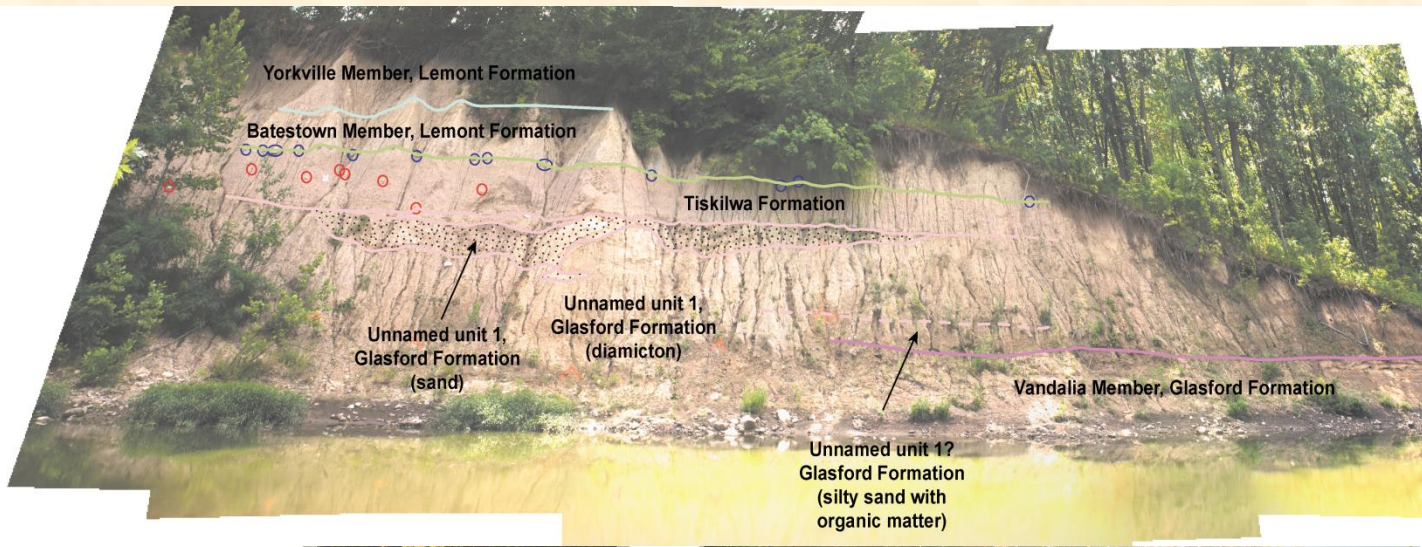 Yorkville Member, Lemont Formation
Batestown Member, Lemont Formation
Tiskilwa Formation
Unnamed unit 1,
Glasford Formation
(sand)
Unnamed unit 1,
Glasford Formation
(diamicton)
Vandalia Member, Glasford Formation
Unnamed unit 1?
Glasford Formation
(silty sand with
organic matter)